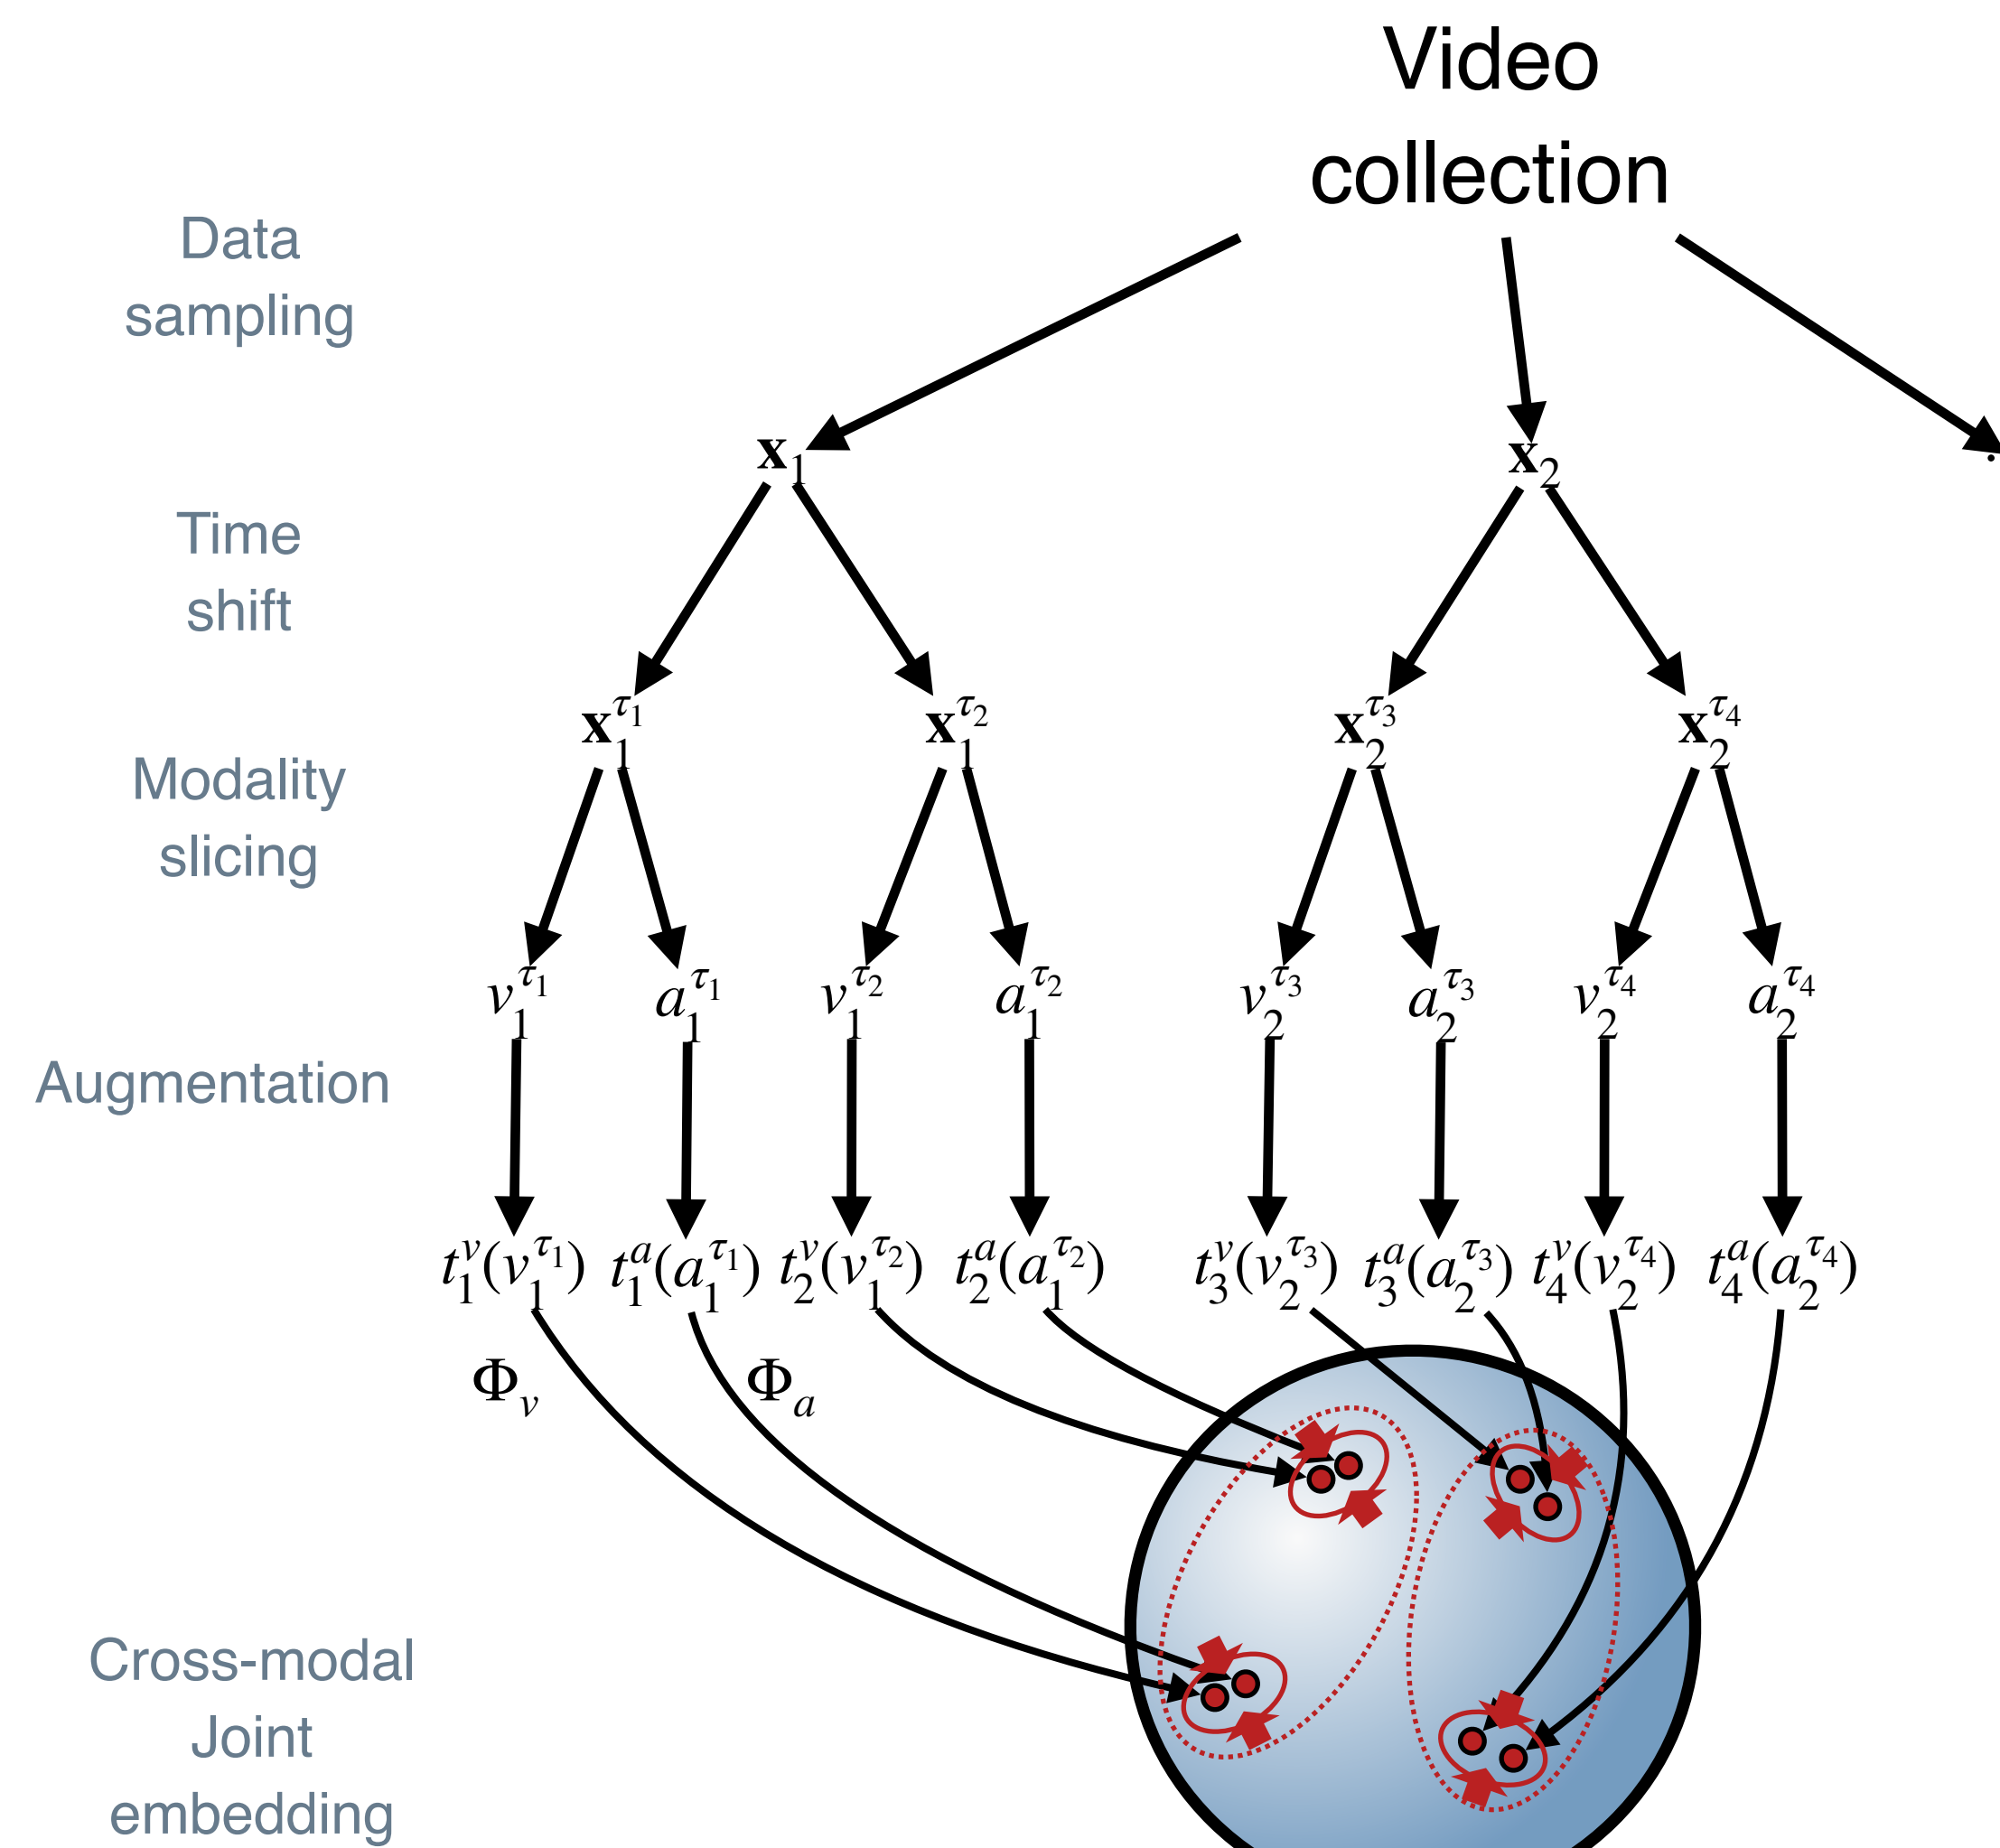 Video
collection
Data
sampling
x₁ x₂ .
Time
shift
x₁^τ₁ x₁^τ₂ x₂^τ₃ x₂^τ₄
Modality
slicing
v₁^τ₁ a₁^τ₁ v₁^τ₂ a₁^τ₂ v₂^τ₃ a₂^τ₃ v₂^τ₄ a₂^τ₄
Augmentation
t₁^v(v₁^τ₁) t₁^a(a₁^τ₁) t₂^v(v₁^τ₂) t₂^a(a₁^τ₂) t₃^v(v₂^τ₃) t₃^a(a₂^τ₃) t₄^v(v₂^τ₄) t₄^a(a₂^τ₄)
Φ_v Φ_a
Cross-modal
Joint
embedding